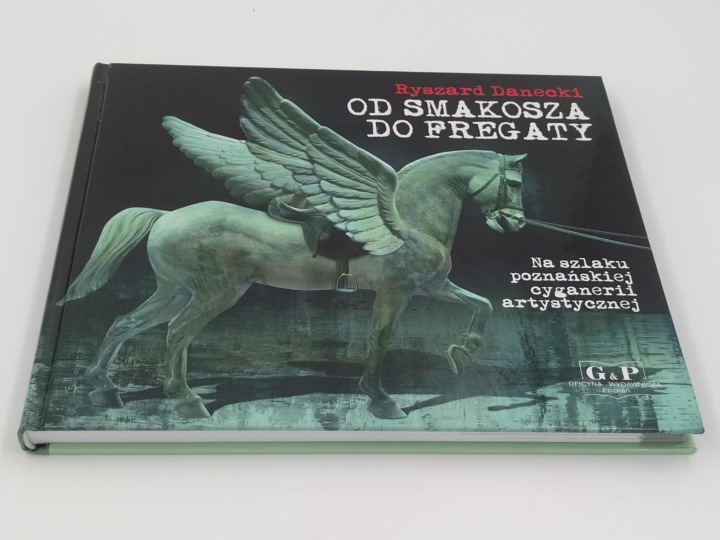 Ryszard Danecki
OD SMAKOSZA
DO FREGATY
Na szlaku
poznańskiej
cyganerii
artystycznej
G&P
OFICYNA WYDAWNICZA
Poznań